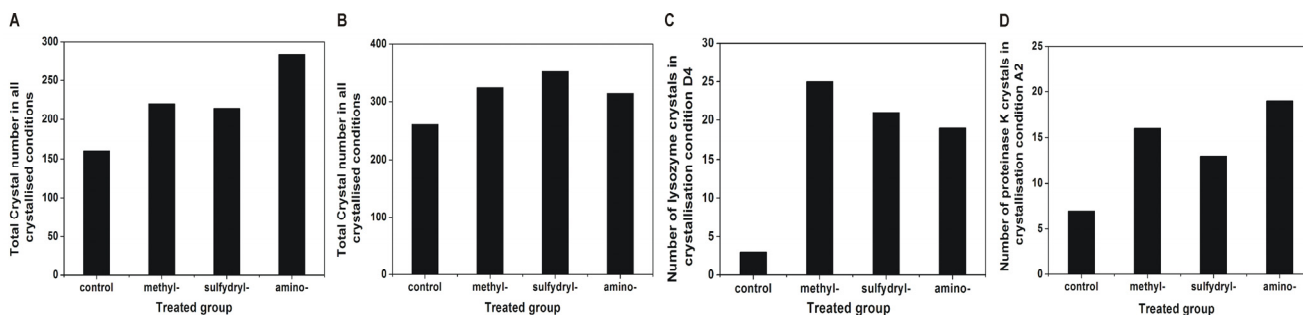 A
Total Crystal number in all
crystallised conditions
300
250
200
150
100
50
0
control methyl- sulfydryl- amino-
Treated group
B
Total Crystal number in all
crystallised conditions
400
300
200
100
0
control methyl- sulfydryl- amino-
Treated group
C
Number of lysozyme crystals in
crystallisation condition D4
30
25
20
15
10
5
0
control methyl- sulfydryl- amino-
Treated group
D
Number of proteinase K crystals in
crystallisation condition A2
25
20
15
10
5
0
control methyl- sulfydryl- amino-
Treated group